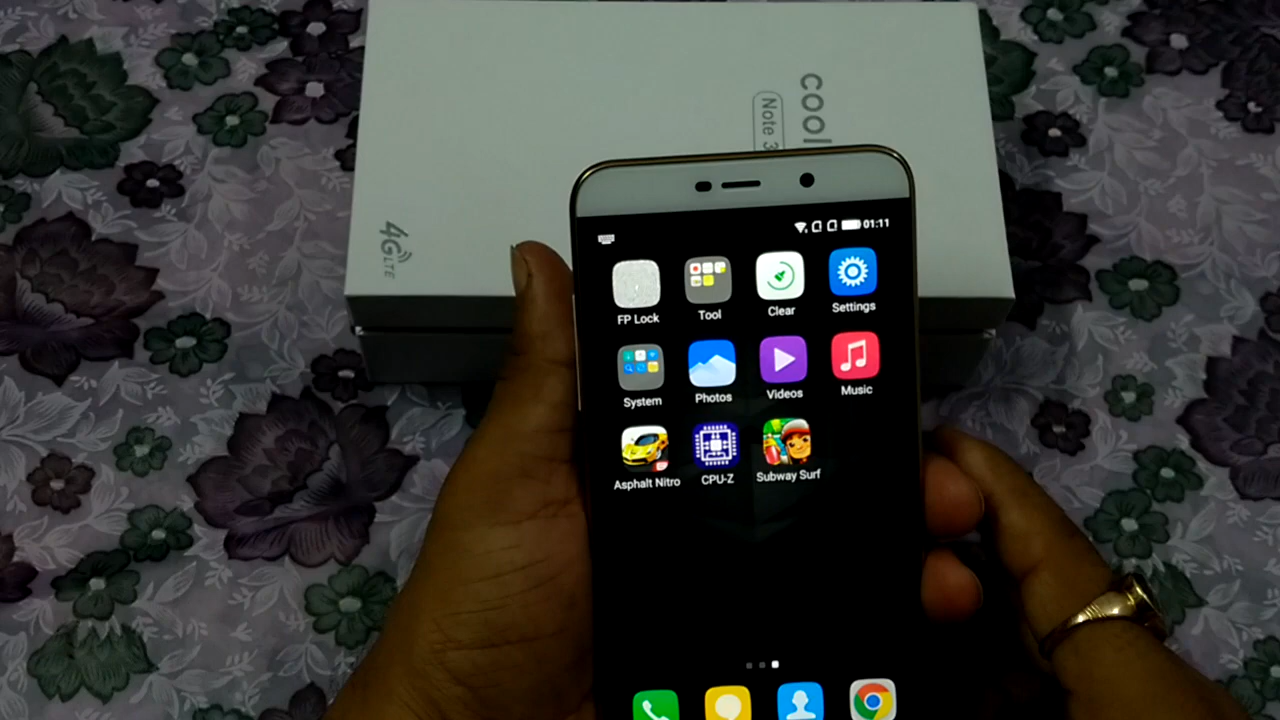 cool
Note 3
4G LTE
01:11
FP Lock
Tool
Clear
Settings
System
Photos
Videos
Music
Asphalt Nitro
CPU-Z
Subway Surf